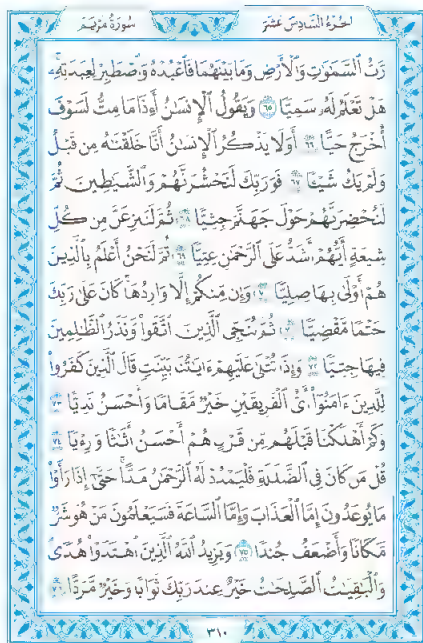 الجزء السادس عشر سورة مريم
رَّبُّ السَّمَٰوَٰتِ وَالْأَرْضِ وَمَا بَيْنَهُمَا فَاعْبُدْهُ وَاصْطَبِرْ لِعِبَٰدَتِهِۦ
هَلْ تَعْلَمُ لَهُۥ سَمِيًّا ٦٥ وَيَقُولُ الْإِنسَٰنُ أَءِذَا مَا مِتُّ لَسَوْفَ
أُخْرَجُ حَيًّا ٦٦ أَوَلَا يَذْكُرُ الْإِنسَٰنُ أَنَّا خَلَقْنَٰهُ مِن قَبْلُ
وَلَمْ يَكُ شَيْـًٔا ٦٧ فَوَرَبِّكَ لَنَحْشُرَنَّهُمْ وَالشَّيَٰطِينَ ثُمَّ
لَنُحْضِرَنَّهُمْ حَوْلَ جَهَنَّمَ جِثِيًّا ٦٨ ثُمَّ لَنَنزِعَنَّ مِن كُلِّ
شِيعَةٍ أَيُّهُمْ أَشَدُّ عَلَى الرَّحْمَٰنِ عِتِيًّا ٦٩ ثُمَّ لَنَحْنُ أَعْلَمُ بِالَّذِينَ
هُمْ أَوْلَىٰ بِهَا صِلِيًّا ٧٠ وَإِن مِّنكُمْ إِلَّا وَارِدُهَا كَانَ عَلَىٰ رَبِّكَ
حَتْمًا مَّقْضِيًّا ٧١ ثُمَّ نُنَجِّي الَّذِينَ اتَّقَوا وَّنَذَرُ الظَّٰلِمِينَ
فِيهَا جِثِيًّا ٧٢ وَإِذَا تُتْلَىٰ عَلَيْهِمْ ءَايَٰتُنَا بَيِّنَٰتٍ قَالَ الَّذِينَ كَفَرُوا
لِلَّذِينَ ءَامَنُوا أَيُّ الْفَرِيقَيْنِ خَيْرٌ مَّقَامًا وَأَحْسَنُ نَدِيًّا ٧٣
وَكَمْ أَهْلَكْنَا قَبْلَهُم مِّن قَرْنٍ هُمْ أَحْسَنُ أَثَٰثًا وَرِءْيًا ٧٤
قُلْ مَن كَانَ فِي الضَّلَٰلَةِ فَلْيَمْدُدْ لَهُ الرَّحْمَٰنُ مَدًّا حَتَّىٰ إِذَا رَأَوْا
مَا يُوعَدُونَ إِمَّا الْعَذَابَ وَإِمَّا السَّاعَةَ فَسَيَعْلَمُونَ مَنْ هُوَ شَرٌّ
مَّكَانًا وَأَضْعَفُ جُندًا ٧٥ وَيَزِيدُ اللَّهُ الَّذِينَ اهْتَدَوْا هُدًى
وَالْبَٰقِيَٰتُ الصَّٰلِحَٰتُ خَيْرٌ عِندَ رَبِّكَ ثَوَابًا وَخَيْرٌ مَّرَدًّا ٧٦
٣١٠